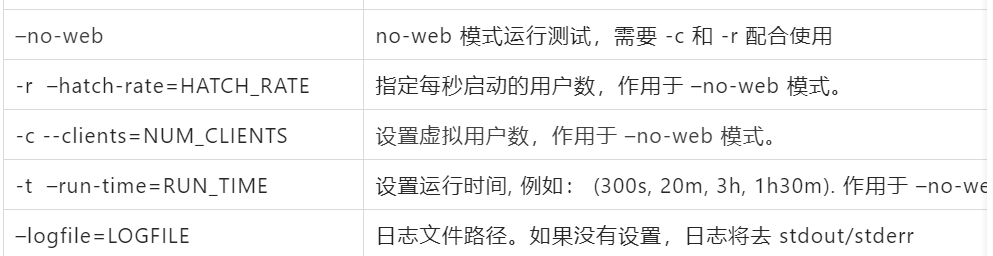 –no-web no-web 模式运行测试，需要 -c 和 -r 配合使用
-r –hatch-rate=HATCH_RATE 指定每秒启动的用户数，作用于 –no-web 模式。
-c --clients=NUM_CLIENTS 设置虚拟用户数，作用于 –no-web 模式。
-t –run-time=RUN_TIME 设置运行时间, 例如： (300s, 20m, 3h, 1h30m). 作用于 –no-we
–logfile=LOGFILE 日志文件路径。如果没有设置，日志将去 stdout/stderr